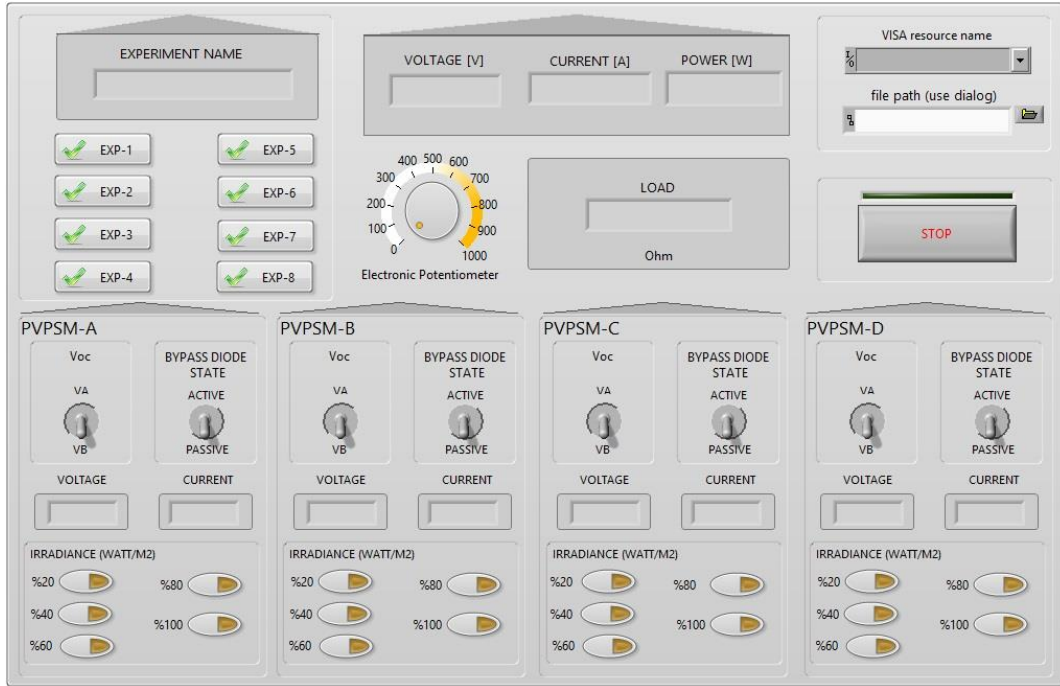 EXPERIMENT NAME
EXP-1
EXP-5
EXP-2
EXP-6
EXP-3
EXP-7
EXP-4
EXP-8
VOLTAGE [V]
CURRENT [A]
POWER [W]
0
100
200
300
400
500
600
700
800
900
1000
Electronic Potentiometer
LOAD
Ohm
VISA resource name
file path (use dialog)
STOP
PVPSM-A
Voc
VA
VB
BYPASS DIODE
STATE
ACTIVE
PASSIVE
VOLTAGE
CURRENT
IRRADIANCE (WATT/M2)
%20
%40
%60
%80
%100
PVPSM-B
Voc
VA
VB
BYPASS DIODE
STATE
ACTIVE
PASSIVE
VOLTAGE
CURRENT
IRRADIANCE (WATT/M2)
%20
%40
%60
%80
%100
PVPSM-C
Voc
VA
VB
BYPASS DIODE
STATE
ACTIVE
PASSIVE
VOLTAGE
CURRENT
IRRADIANCE (WATT/M2)
%20
%40
%60
%80
%100
PVPSM-D
Voc
VA
VB
BYPASS DIODE
STATE
ACTIVE
PASSIVE
VOLTAGE
CURRENT
IRRADIANCE (WATT/M2)
%20
%40
%60
%80
%100